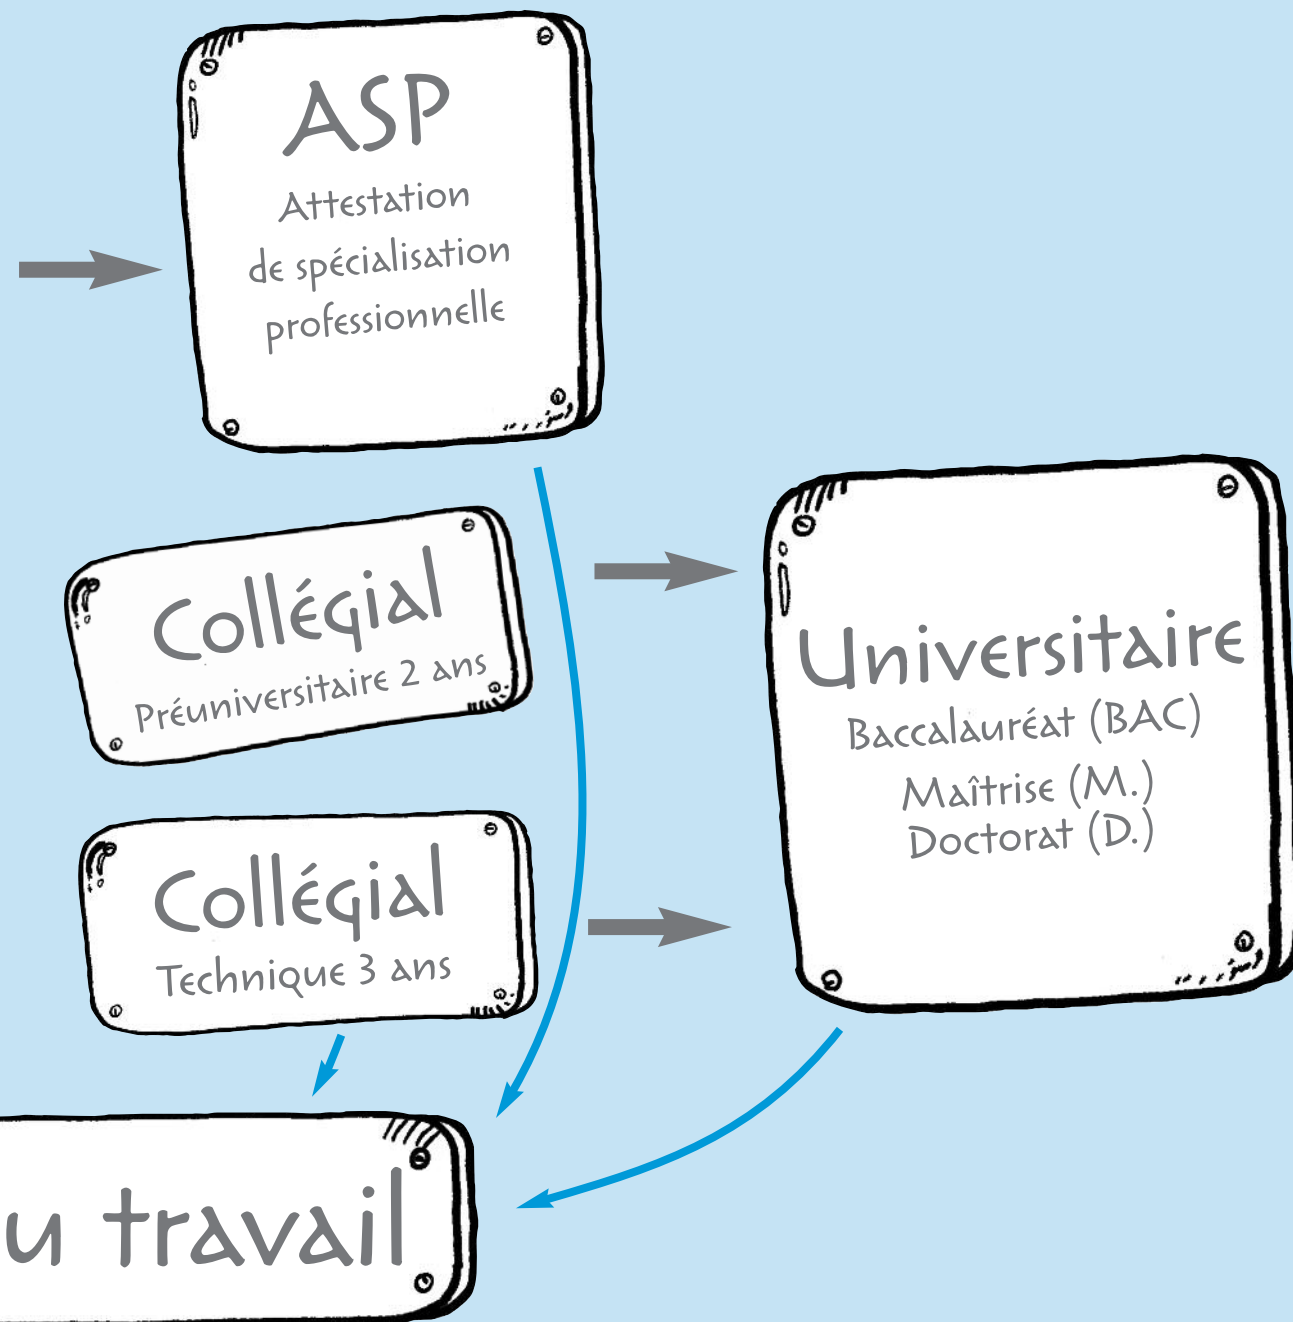 ASP
Attestation
de spécialisation
professionnelle
Collégial
Préuniversitaire 2 ans
Universitaire
Baccalauréat (BAC)
Maîtrise (M.)
Doctorat (D.)
Collégial
Technique 3 ans
u travail